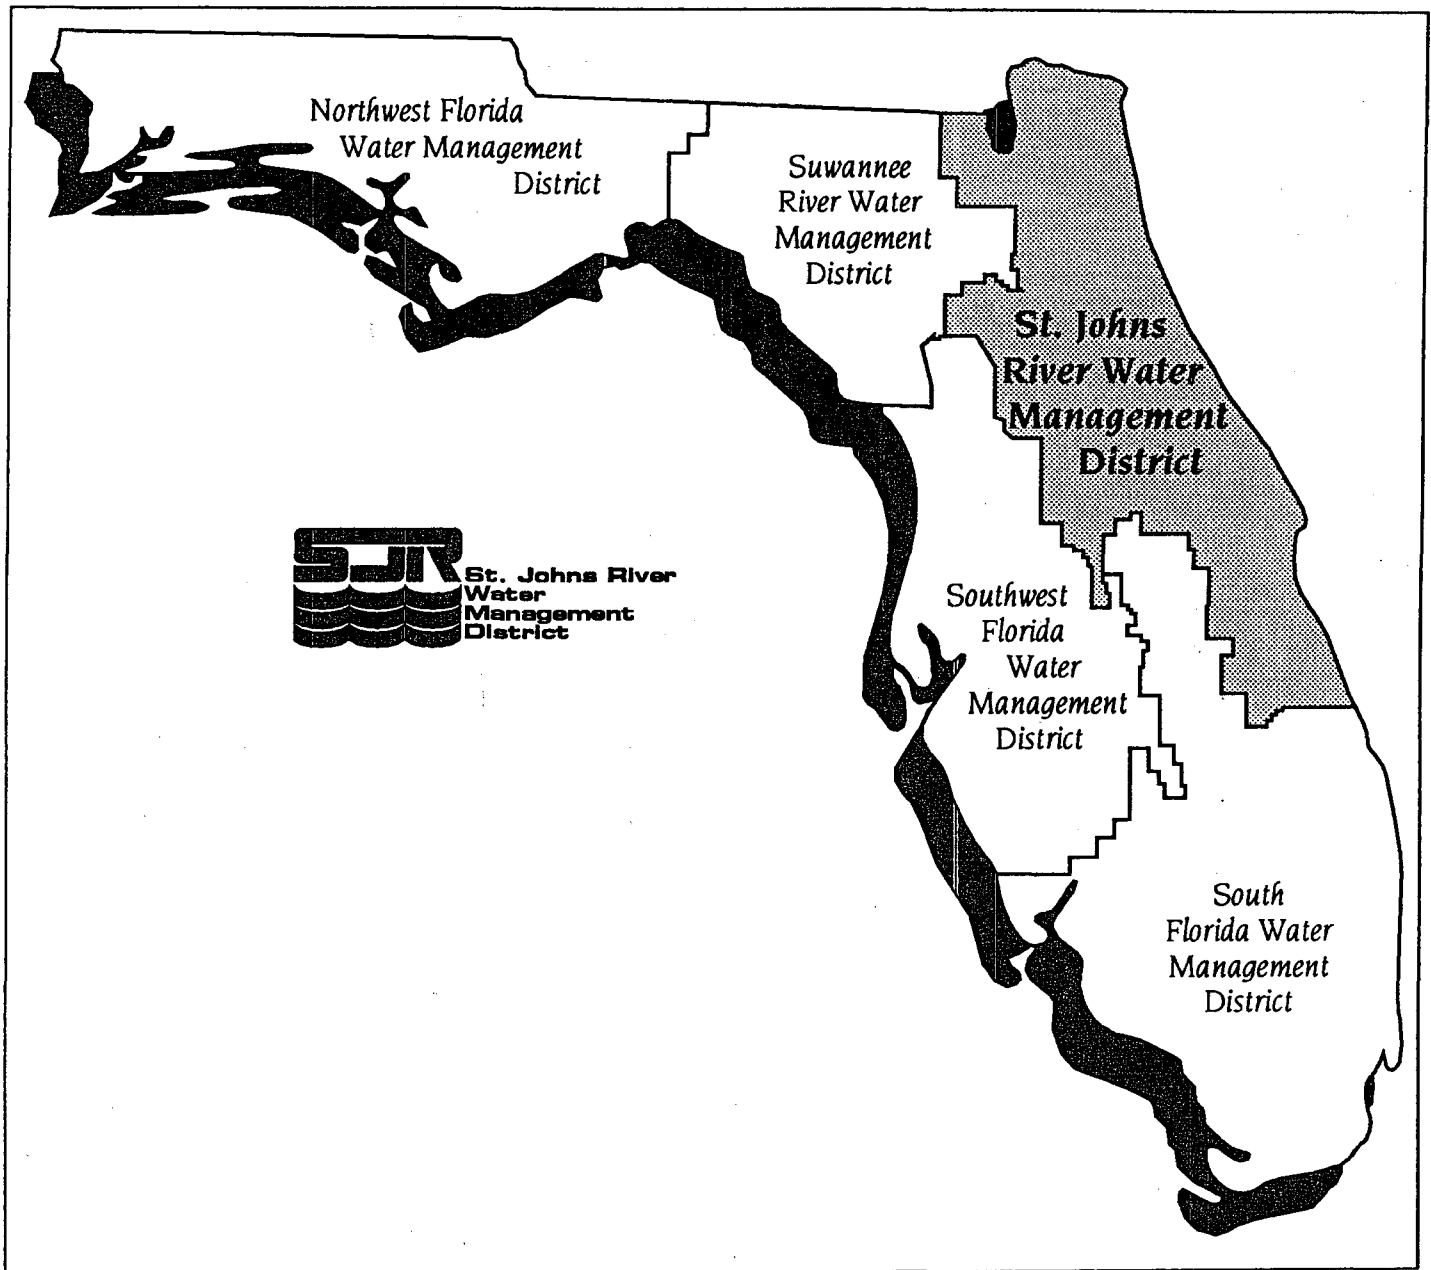 Northwest Florida
Water Management
District
Suwannee
River Water
Management
District
St. Johns
River Water
Management
District
SJR
St. Johns River
Water
Management
District
Southwest
Florida
Water
Management
District
South
Florida Water
Management
District